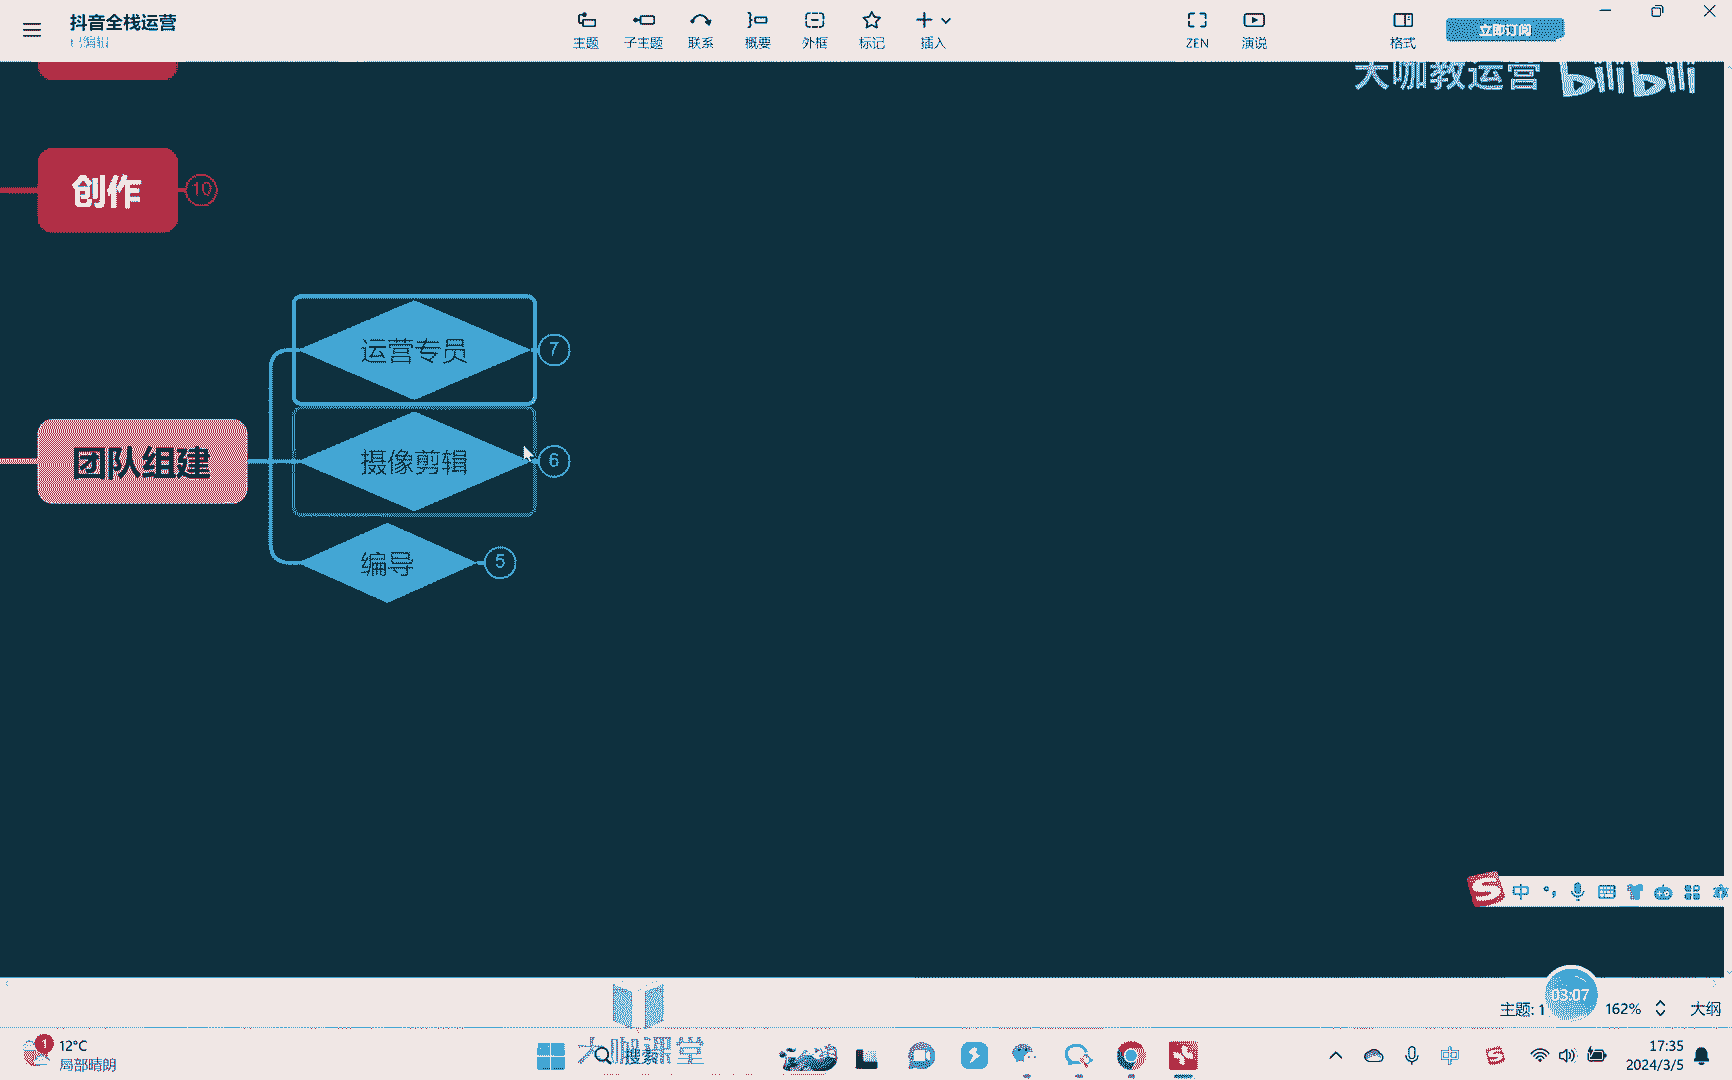 抖音全栈运营
已编辑
主题
子主题
联系
概要
外框
标记
插入
ZEN
演说
格式
立即订阅
大咖教运营 bilibili
创作
10
运营专员
7
团队组建
摄像剪辑
6
编导
5
中
主题: 1
03:07
162%
大纲
1
12°C
局部晴朗
搜索
大咖课堂
中
17:35
2024/3/5